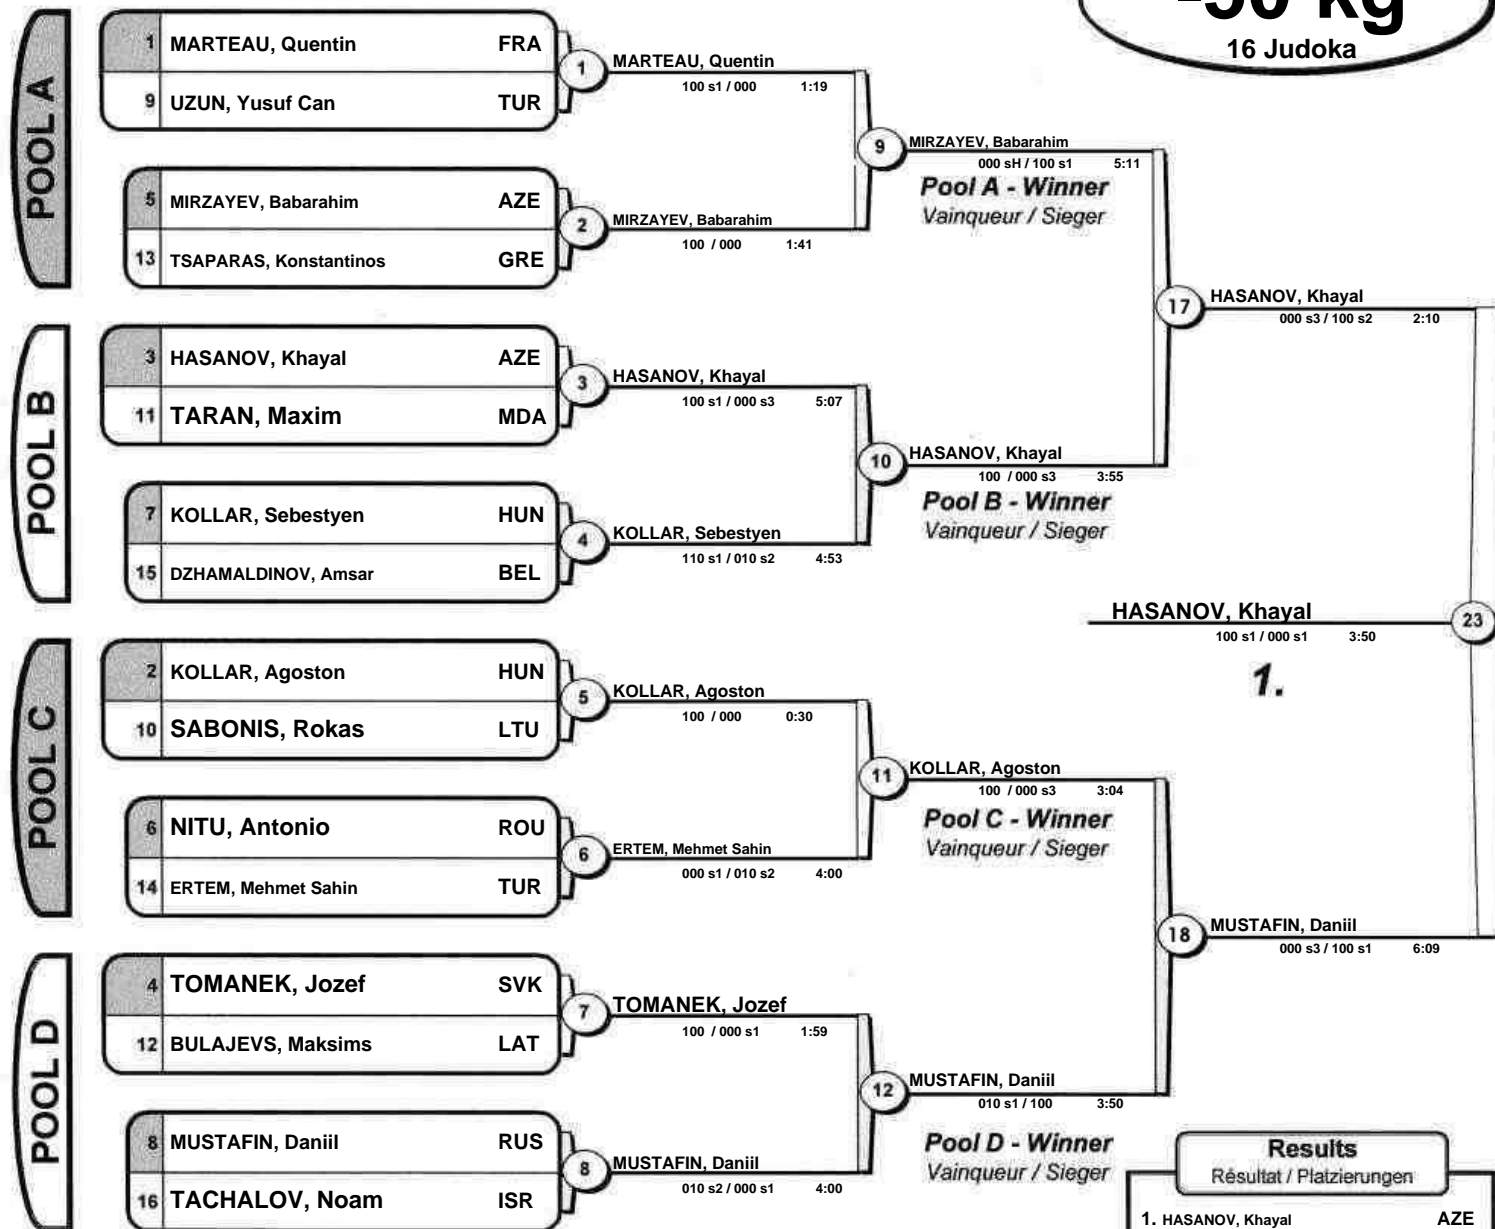 -50 kg
16 Judoka
POOL A
1 MARTEAU, Quentin FRA
9 UZUN, Yusuf Can TUR
5 MIRZAYEV, Babarahim AZE
13 TSAPARAS, Konstantinos GRE
1
MARTEAU, Quentin
100 s1 / 000 1:19
2
MIRZAYEV, Babarahim
100 / 000 1:41
9
MIRZAYEV, Babarahim
000 sH / 100 s1 5:11
Pool A - Winner
Vainqueur / Sieger
POOL B
3 HASANOV, Khayal AZE
11 TARAN, Maxim MDA
7 KOLLAR, Sebestyen HUN
15 DZHAMALDINOV, Amsar BEL
3
HASANOV, Khayal
100 s1 / 000 s3 5:07
4
KOLLAR, Sebestyen
110 s1 / 010 s2 4:53
10
HASANOV, Khayal
100 / 000 s3 3:55
Pool B - Winner
Vainqueur / Sieger
17
HASANOV, Khayal
000 s3 / 100 s2 2:10
HASANOV, Khayal
23
100 s1 / 000 s1 3:50
1.
POOL C
2 KOLLAR, Agoston HUN
10 SABONIS, Rokas LTU
6 NITU, Antonio ROU
14 ERTEM, Mehmet Sahin TUR
5
KOLLAR, Agoston
100 / 000 0:30
6
ERTEM, Mehmet Sahin
000 s1 / 010 s2 4:00
11
KOLLAR, Agoston
100 / 000 s3 3:04
Pool C - Winner
Vainqueur / Sieger
POOL D
4 TOMANEK, Jozef SVK
12 BULAJEVS, Maksims LAT
8 MUSTAFIN, Daniil RUS
16 TACHALOV, Noam ISR
7
TOMANEK, Jozef
100 / 000 s1 1:59
8
MUSTAFIN, Daniil
010 s2 / 000 s1 4:00
12
MUSTAFIN, Daniil
010 s1 / 100 3:50
Pool D - Winner
Vainqueur / Sieger
18
MUSTAFIN, Daniil
000 s3 / 100 s1 6:09
Results
Résultat / Platzierungen
1. HASANOV, Khayal AZE